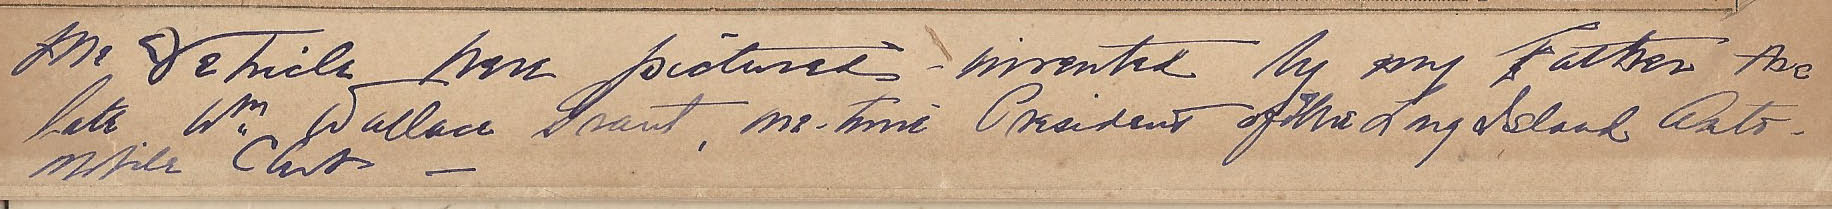 The Vehicle here pictured - invented by my Father the
late Wm. Wallace Grant, one-time President of the Long Island Auto-
mobile Club —